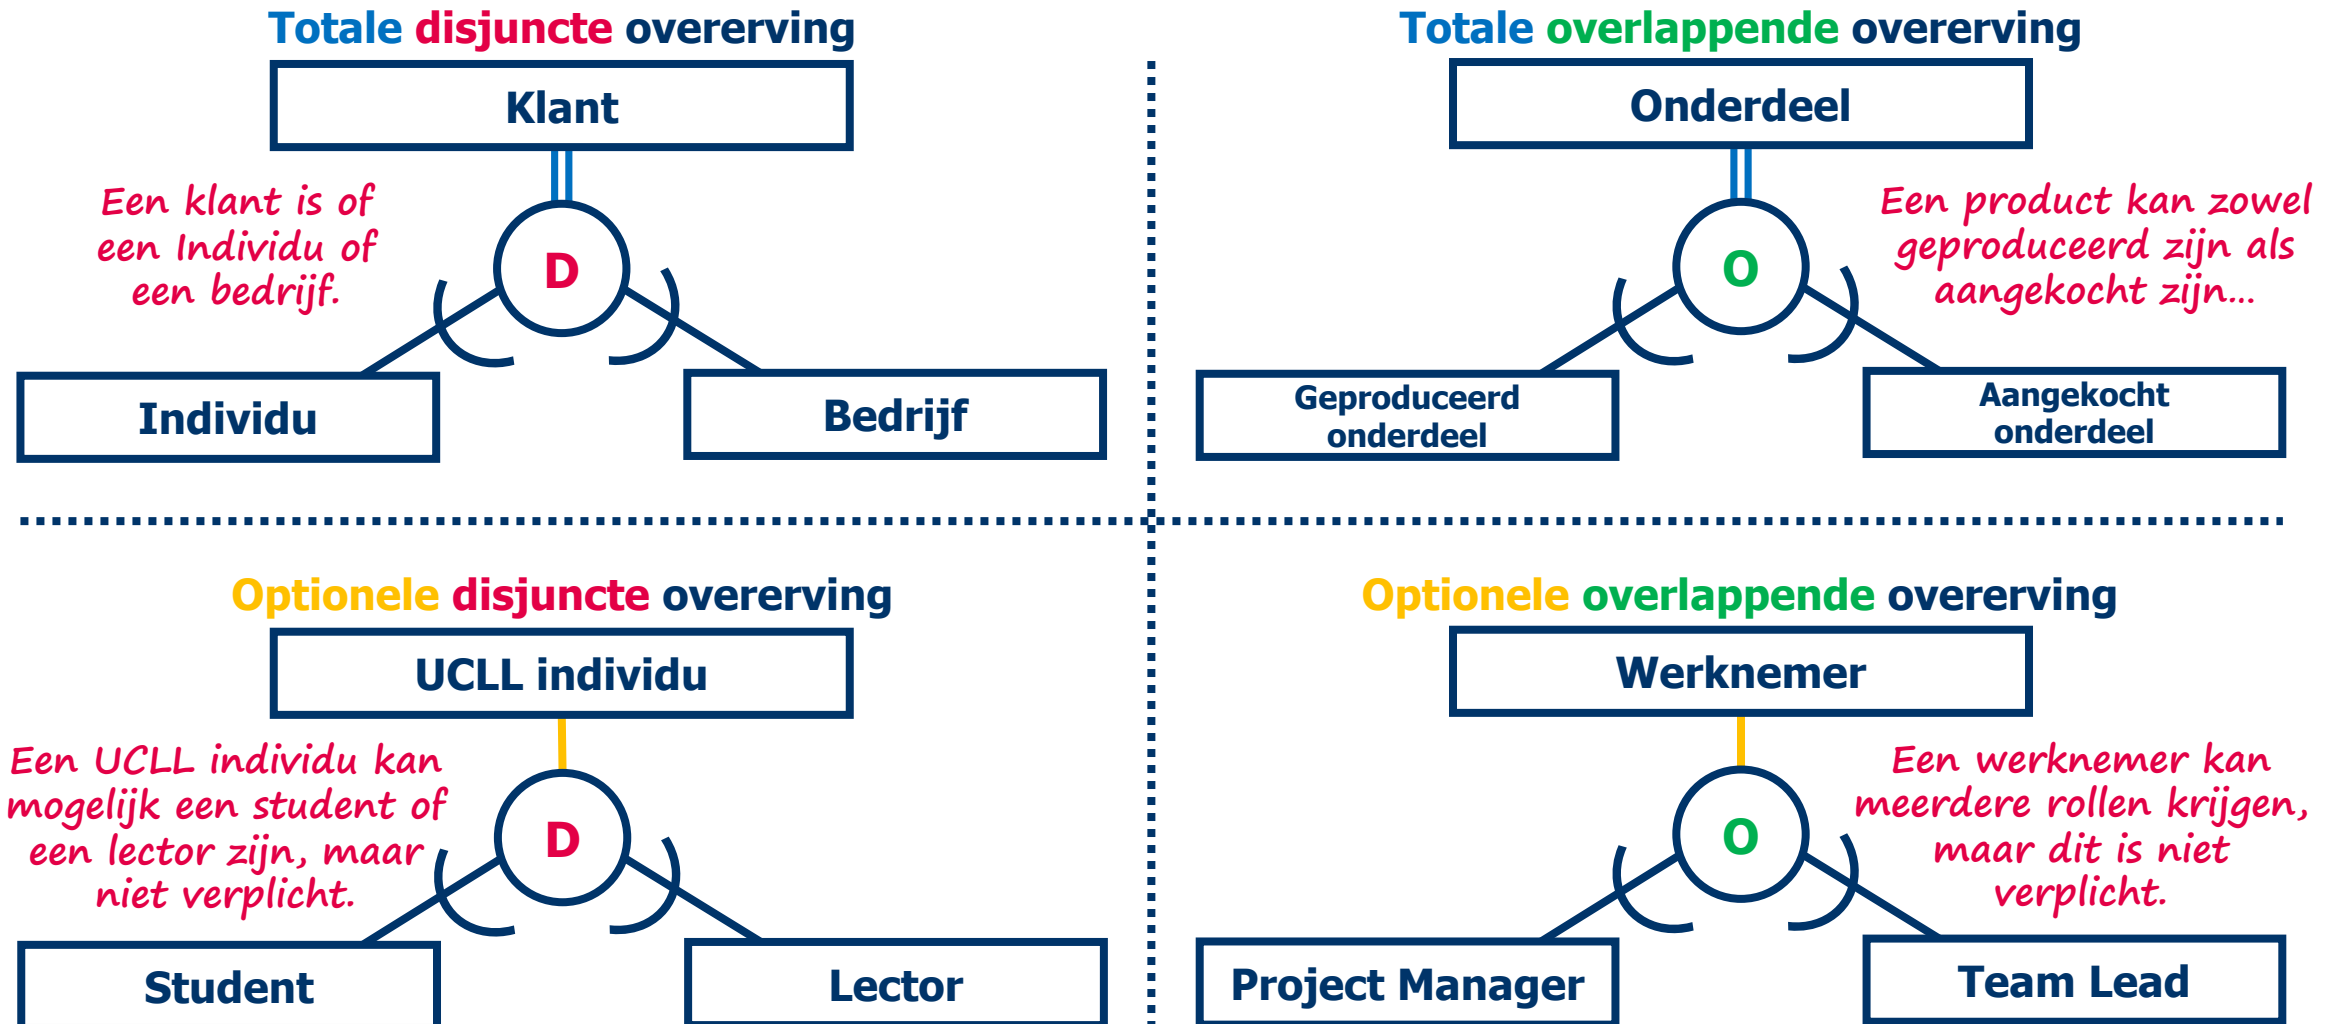 Totale disjuncte overerving
Klant
Een klant is of
een Individu of
een bedrijf.
D
Individu
Bedrijf
Totale overlappende overerving
Onderdeel
Een product kan zowel
geproduceerd zijn als
aangekocht zijn...
O
Geproduceerd
onderdeel
Aangekocht
onderdeel
Optionele disjuncte overerving
UCLL individu
Een UCLL individu kan
mogelijk een student of
een lector zijn, maar
niet verplicht.
D
Student
Lector
Optionele overlappende overerving
Werknemer
Een werknemer kan
meerdere rollen krijgen,
maar dit is niet
verplicht.
O
Project Manager
Team Lead